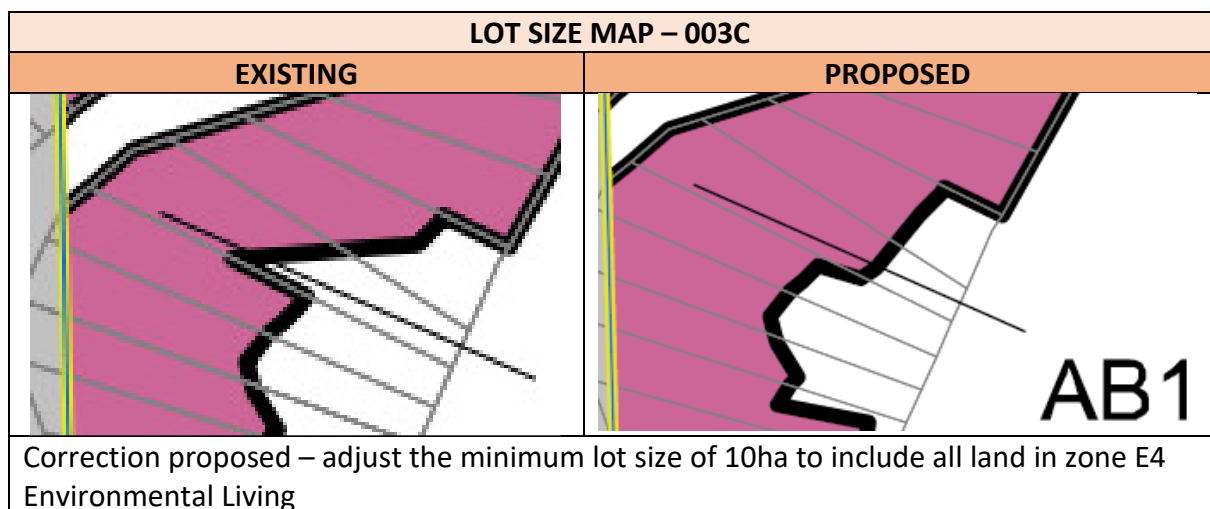 LOT SIZE MAP – 003C
EXISTING
PROPOSED
AB1
Correction proposed – adjust the minimum lot size of 10ha to include all land in zone E4
Environmental Living